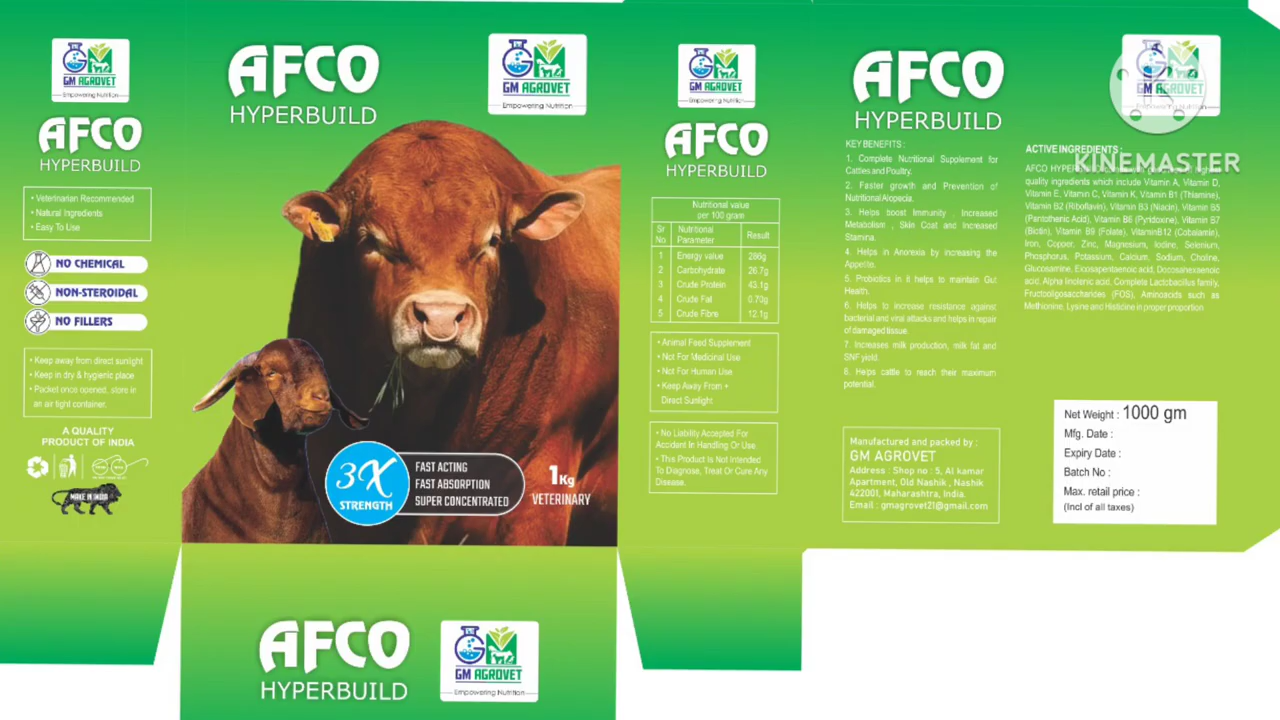 GM AGROVET
Empowering Nutrition
AFCO
HYPERBUILD
• Veterinarian Recommended
• Natural Ingredients
• Easy To Use
NO CHEMICAL
NON-STEROIDAL
NO FILLERS
• Keep away from direct sunlight
• Keep in dry & hygienic place
• Packet once opened, store in
an air tight container.
A QUALITY
PRODUCT OF INDIA
MAKE IN INDIA
AFCO
HYPERBUILD
GM AGROVET
Empowering Nutrition
3X
STRENGTH
FAST ACTING
FAST ABSORPTION
SUPER CONCENTRATED
1Kg
VETERINARY
AFCO
HYPERBUILD
GM AGROVET
Empowering Nutrition
GM AGROVET
Empowering Nutrition
AFCO
HYPERBUILD
Nutritional value
per 100 gram
Sr No. Nutritional Parameter Result
1 Energy value 286g
2 Carbohydrate 26.7g
3 Crude Protein 43.1g
4 Crude Fat 0.70g
5 Crude Fibre 12.1g
• Animal Feed Supplement
• Not For Medicinal Use
• Not For Human Use
• Keep Away From +
Direct Sunlight
• No Liability Accepted For
Accident In Handling Or Use.
• This Product Is Not Intended
To Diagnose, Treat Or Cure Any
Disease.
AFCO
HYPERBUILD
GM AGROVET
KINEMASTER
KEY BENEFITS :
1. Complete Nutritional Supplement for
Cattles and Poultry.
2. Faster growth and Prevention of
Nutritional Alopecia.
3. Helps boost Immunity , Increased
Metabolism , Skin Coat and Increased
Stamina.
4. Helps in Anorexia by increasing the
Appetite.
5. Probiotics in it helps to maintain Gut
Health.
6. Helps to increase resistance against
bacterial and viral attacks and helps in repair
of damaged tissue.
7. Increases milk production, milk fat and
SNF yield.
8. Helps cattle to reach their maximum
potential.
ACTIVE INGREDIENTS :
AFCO
quality ingredients which include Vitamin A, Vitamin D,
Vitamin E, Vitamin C, Vitamin K, Vitamin B1 (Thiamine),
Vitamin B2 (Riboflavin), Vitamin B3 (Niacin), Vitamin B5
(Pantothenic Acid), Vitamin B6 (Pyridoxine), Vitamin B7
(Biotin), Vitamin B9 (Folate), VitaminB12 (Cobalamin),
Iron, Copper, Zinc, Magnesium, Iodine, Selenium,
Phosphorus, Potassium, Calcium, Sodium, Choline,
Glucosamine, Eicosapentaenoic acid, Docosahexaenoic
acid, Alpha linolenic acid, Complete Lactobacillus family,
Fructooligosaccharides (FOS), Aminoacids such as
Methionine, Lysine and Histidine in proper proportion
Manufactured and packed by :
GM AGROVET
Address : Shop no : 5, Al kamar
Apartment, Old Nashik , Nashik
422001, Maharashtra, India.
Email : gmagrovet21@gmail.com
Net Weight : 1000 gm
Mfg. Date :
Expiry Date :
Batch No :
Max. retail price :
(Incl of all taxes)